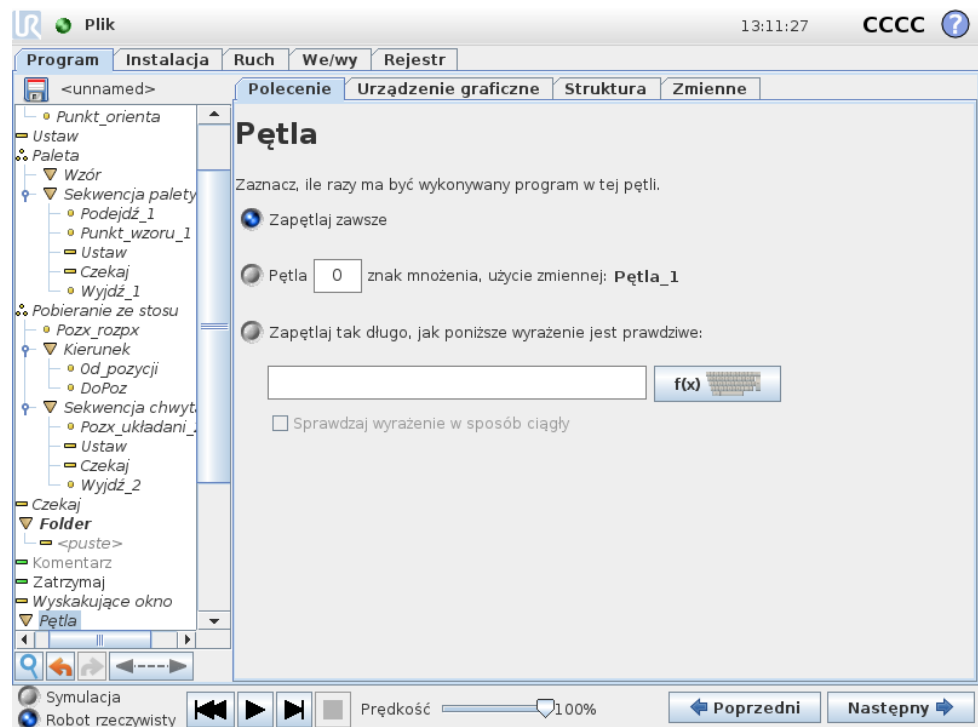 UR Plik 13:11:27 CCCC ?
Program Instalacja Ruch We/wy Rejestr
<unnamed> Polecenie Urządzenie graficzne Struktura Zmienne
Punkt_orienta
Ustaw
Paleta
Wzór
Sekwencja palety
Podejdź_1
Punkt_wzoru_1
Ustaw
Czekaj
Wyjdź_1
Pobieranie ze stosu
Pozx_rozpx
Kierunek
Od_pozycji
DoPoz
Sekwencja chwyt
Pozx_układani_2
Ustaw
Czekaj
Wyjdź_2
Czekaj
Folder
<puste>
Komentarz
Zatrzymaj
Wyskakujące okno
Pętla
Pętla
Zaznacz, ile razy ma być wykonywany program w tej pętli.
Zapętlaj zawsze
Pętla 0 znak mnożenia, użycie zmiennej: Pętla_1
Zapętlaj tak długo, jak poniższe wyrażenie jest prawdziwe:
f(x)
Sprawdzaj wyrażenie w sposób ciągły
Symulacja
Robot rzeczywisty
Prędkość 100%
Poprzedni Następny